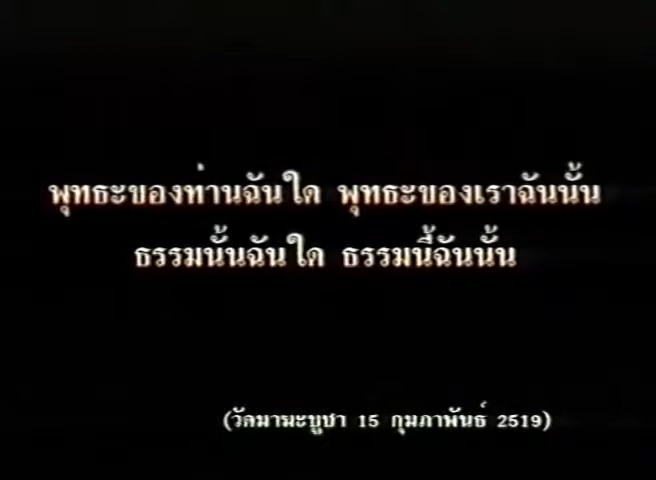 พุทธะของท่านฉันใด พุทธะของเราฉันนั้น
ธรรมนั้นฉันใด ธรรมนี้ฉันนั้น
(วัดมาฆะบูชา 15 กุมภาพันธ์ 2519)